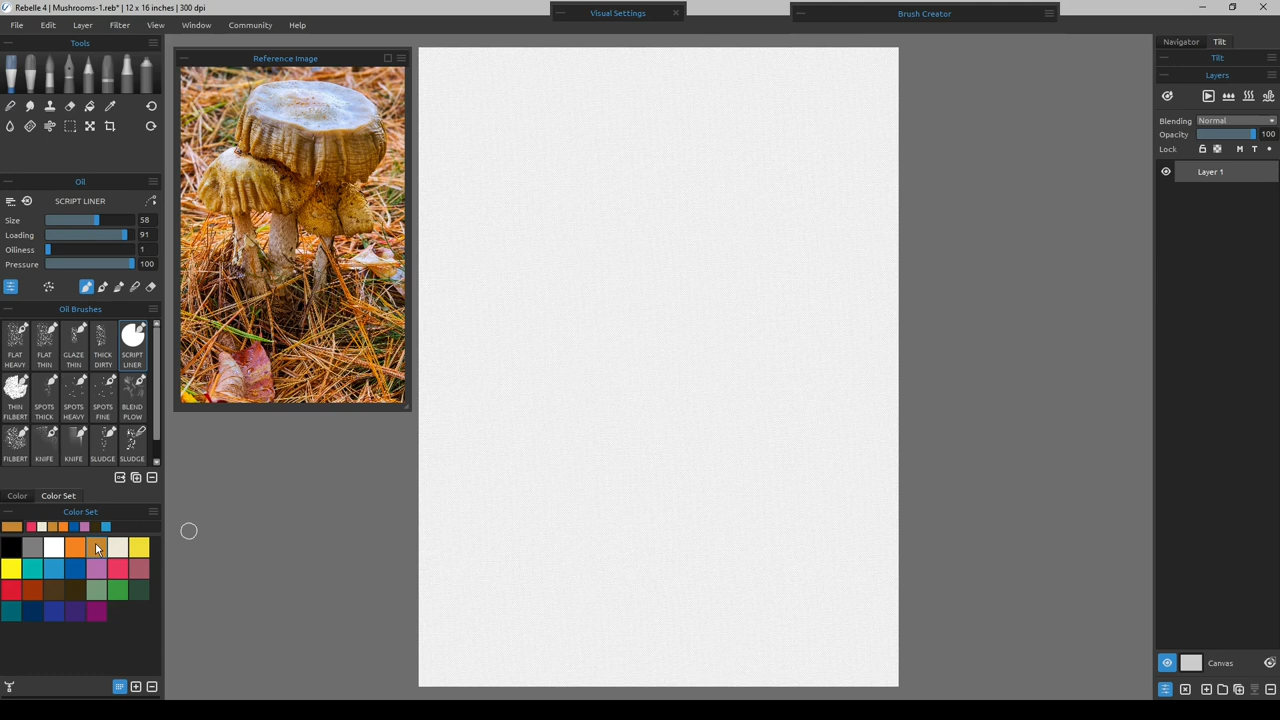 Rebelle 4 | Mushrooms-1.reb* | 12 x 16 inches | 300 dpi
Visual Settings
Brush Creator
File Edit Layer Filter View Window Community Help
Tools
Reference Image
Navigator Tilt
Tilt
Layers
Blending Normal
Opacity 100
Lock M T
Layer 1
Oil
SCRIPT LINER
Size 58
Loading 91
Oiliness 1
Pressure 100
Oil Brushes
FLAT HEAVY
FLAT THIN
GLAZE THIN
THICK DIRTY
SCRIPT LINER
THIN FILBERT
SPOTS THICK
SPOTS HEAVY
SPOTS FINE
BLEND PLOW
FILBERT KNIFE KNIFE SLUDGE SLUDGE
Color Color Set
Color Set
Canvas